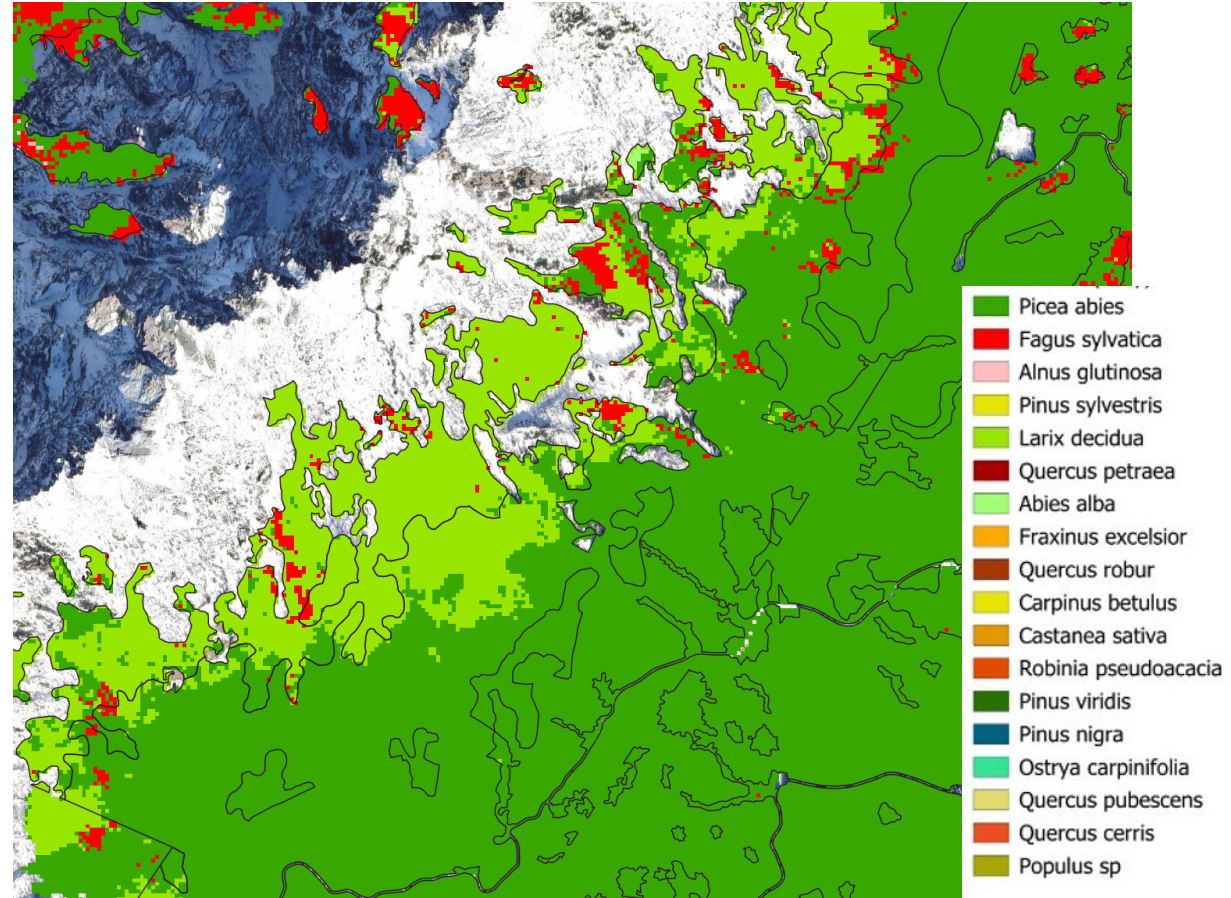 Picea abies
Fagus sylvatica
Alnus glutinosa
Pinus sylvestris
Larix decidua
Quercus petraea
Abies alba
Fraxinus excelsior
Quercus robur
Carpinus betulus
Castanea sativa
Robinia pseudoacacia
Pinus viridis
Pinus nigra
Ostrya carpinifolia
Quercus pubescens
Quercus cerris
Populus sp